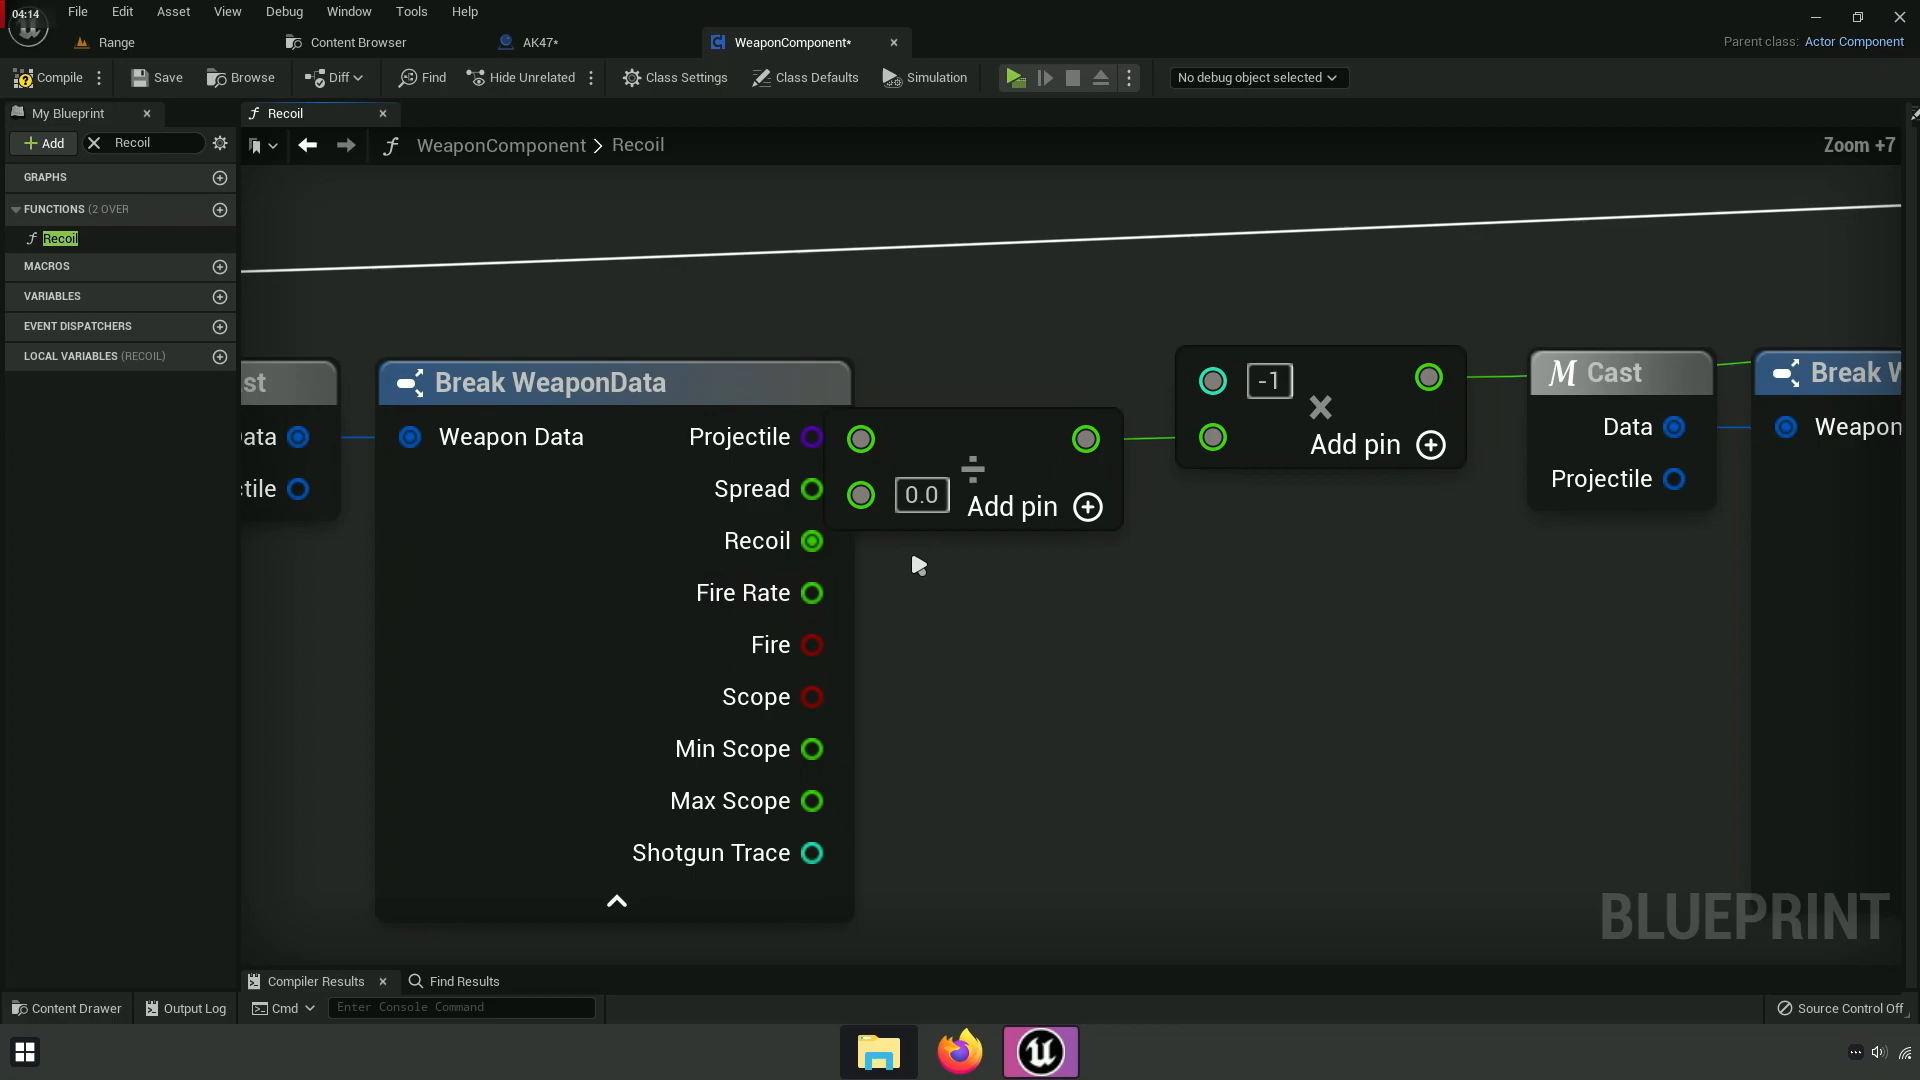 04:14
File Edit Asset View Debug Window Tools Help
Range Content Browser AK47* WeaponComponent*
Parent class: Actor Component
Compile Save Browse Diff Find Hide Unrelated Class Settings Class Defaults Simulation No debug object selected
My Blueprint
Recoil
Add Recoil
WeaponComponent > Recoil
Zoom +7
GRAPHS
FUNCTIONS (2 OVER
Recoil
MACROS
VARIABLES
EVENT DISPATCHERS
LOCAL VARIABLES (RECOIL)
st
ata
tile
Break WeaponData
Weapon Data
Projectile
Spread
Recoil
Fire Rate
Fire
Scope
Min Scope
Max Scope
Shotgun Trace
0.0
÷
Add pin
-1
×
Add pin
Cast
Data
Projectile
Break W
Weapon
BLUEPRINT
Compiler Results Find Results
Content Drawer Output Log Cmd Enter Console Command Source Control Off